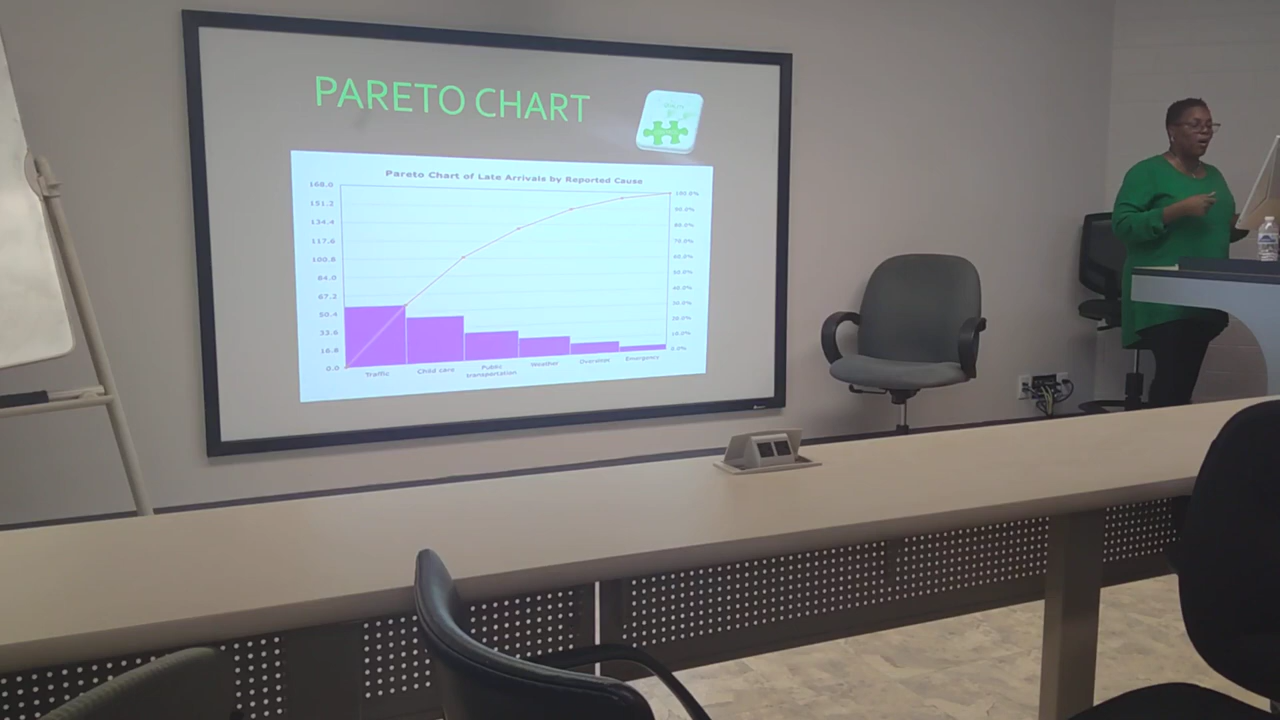 PARETO CHART
Pareto Chart of Late Arrivals by Reported Cause
168.0
151.2
134.4
117.6
100.8
84.0
67.2
50.4
33.6
16.8
0.0
100.0%
90.0%
80.0%
70.0%
60.0%
50.0%
40.0%
30.0%
20.0%
10.0%
0.0%
Traffic
Child care
Public
transportation
Weather
Overslept
Emergency